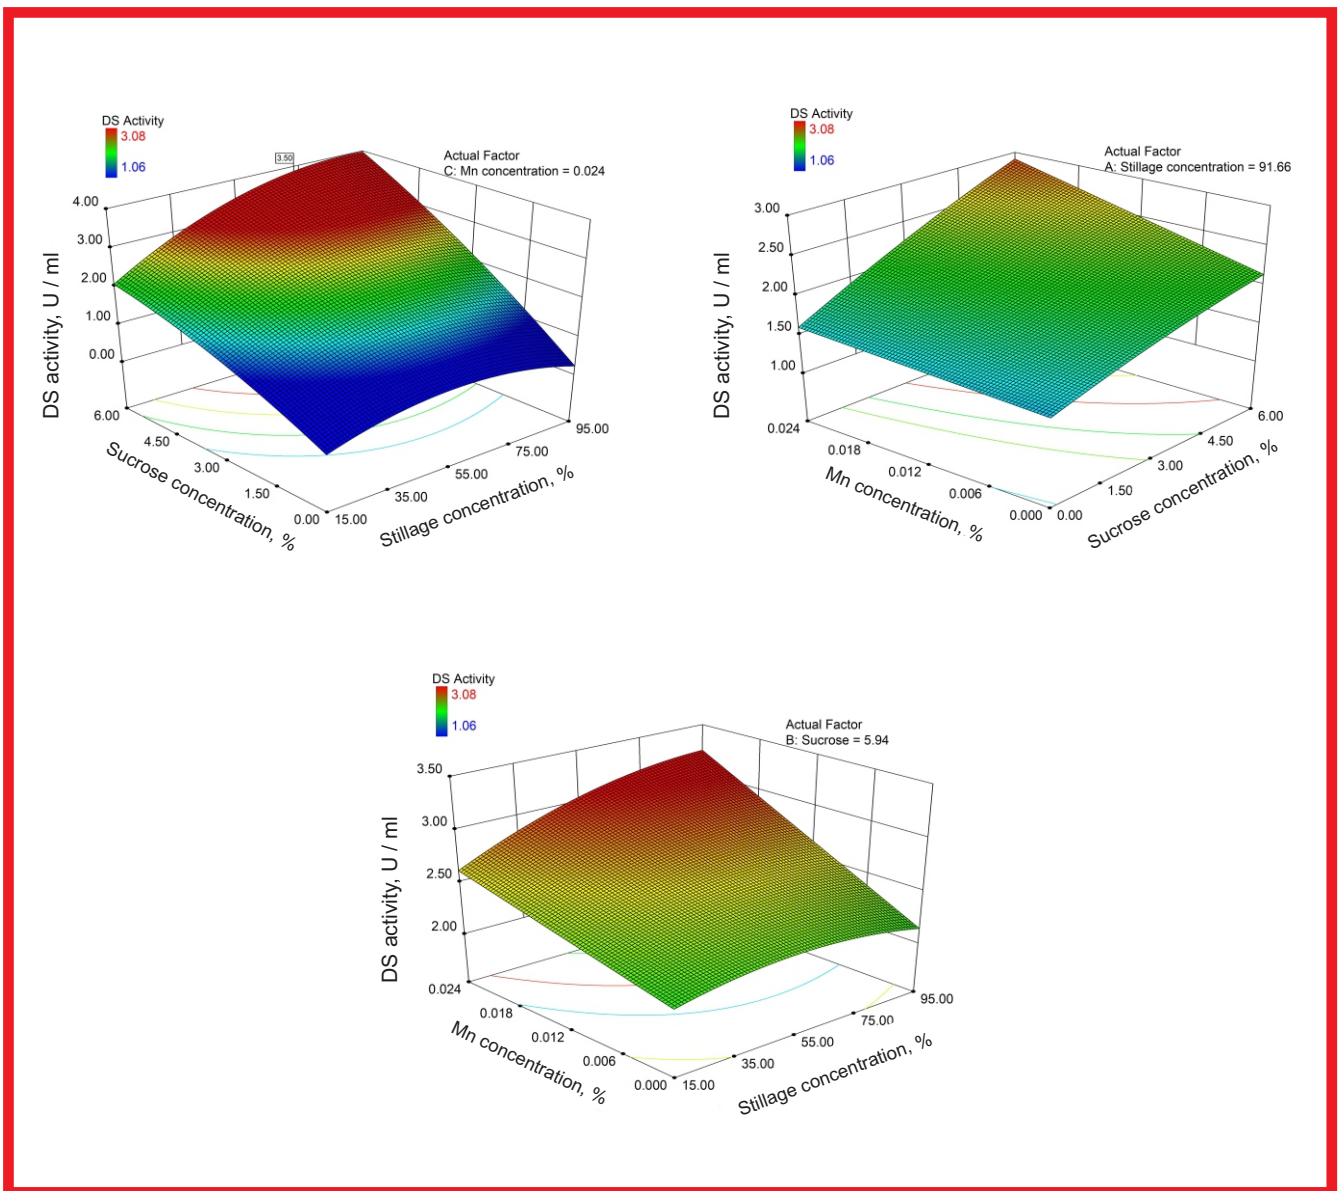 DS Activity
3.08
1.06
3.50
Actual Factor
C: Mn concentration = 0.024
4.00
3.00
2.00
1.00
0.00
DS activity, U / ml
6.00
4.50
3.00
1.50
0.00
Sucrose concentration, %
15.00
35.00
55.00
75.00
95.00
Stillage concentration, %
DS Activity
3.08
1.06
Actual Factor
A: Stillage concentration = 91.66
3.00
2.50
2.00
1.50
1.00
DS activity, U / ml
0.024
0.018
0.012
0.006
0.000
Mn concentration, %
0.00
1.50
3.00
4.50
6.00
Sucrose concentration, %
DS Activity
3.08
1.06
Actual Factor
B: Sucrose = 5.94
3.50
3.00
2.50
2.00
DS activity, U / ml
0.024
0.018
0.012
0.006
0.000
Mn concentration, %
15.00
35.00
55.00
75.00
95.00
Stillage concentration, %